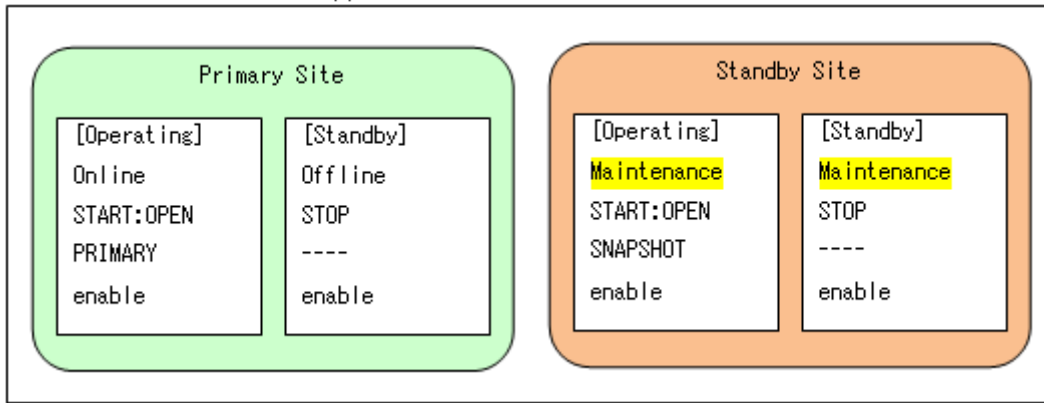 Primary Site
[Operating]
Online
START:OPEN
PRIMARY
enable
[Standby]
Offline
STOP
----
enable
Standby Site
[Operating]
Maintenance
START:OPEN
SNAPSHOT
enable
[Standby]
Maintenance
STOP
----
enable